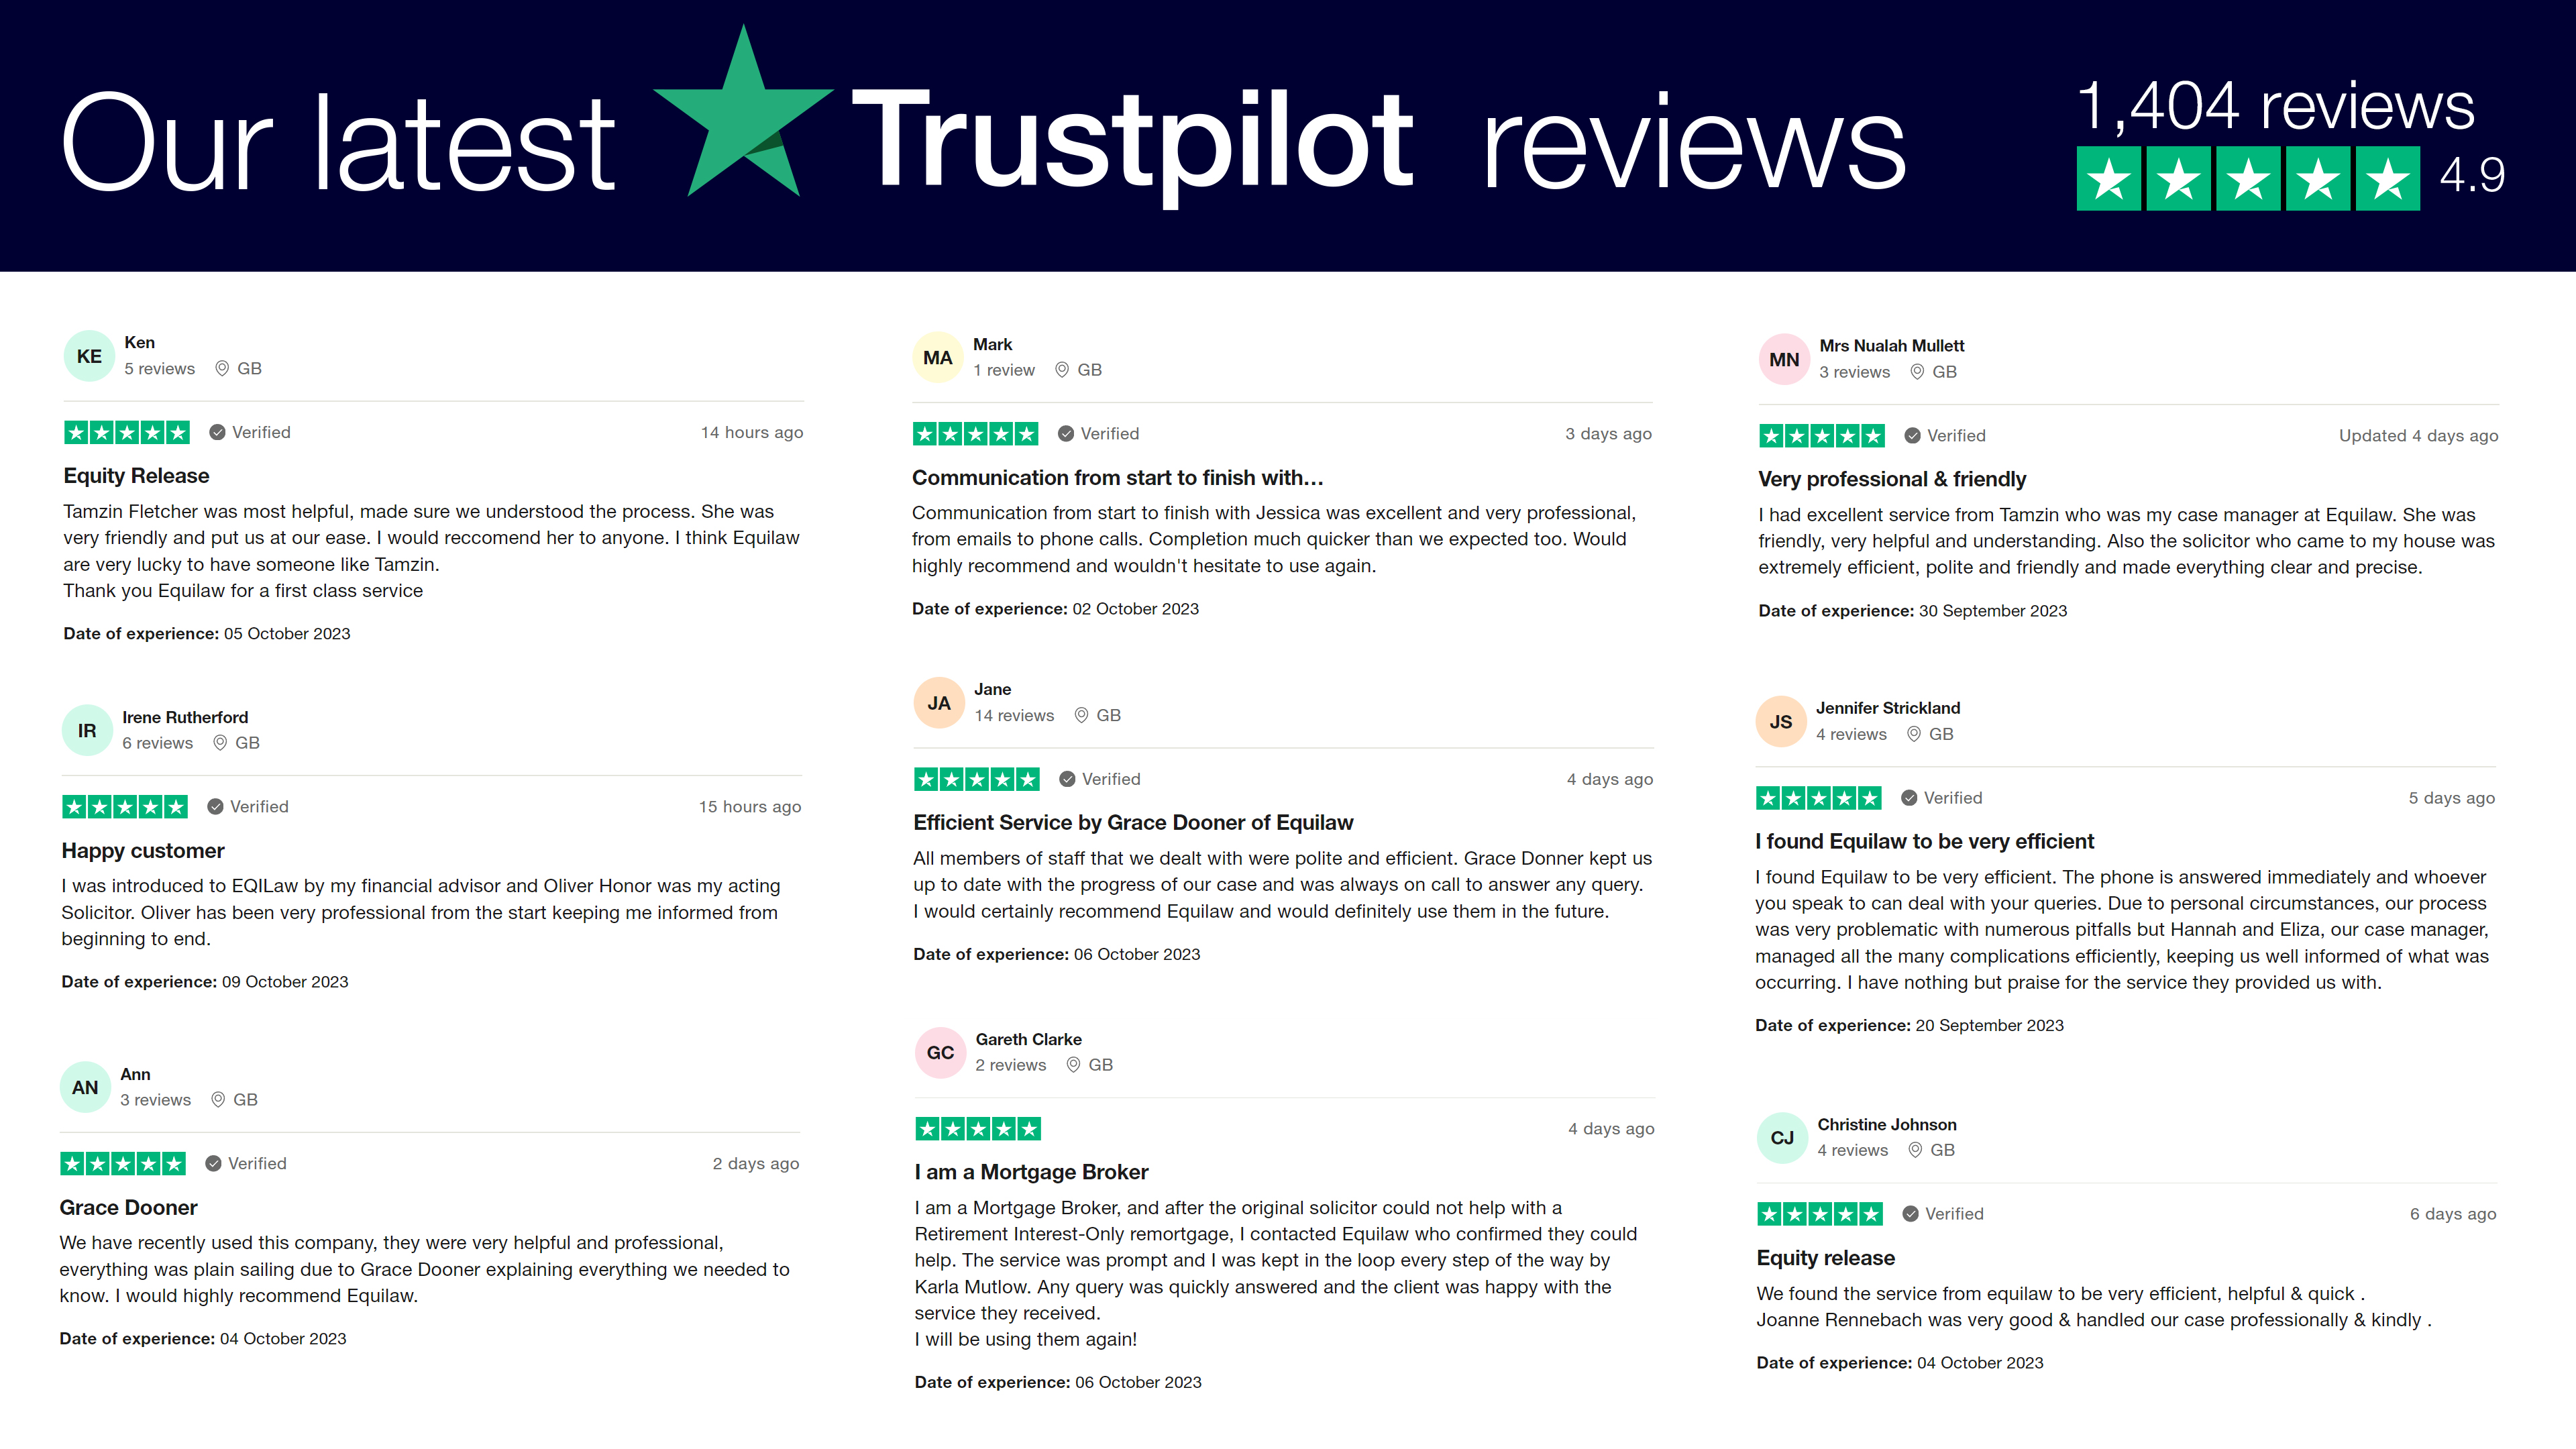 Our latest Trustpilot reviews
1,404 reviews
4.9
KE
Ken
5 reviews GB
Verified
14 hours ago
Equity Release
Tamzin Fletcher was most helpful, made sure we understood the process. She was
very friendly and put us at our ease. I would reccomend her to anyone. I think Equilaw
are very lucky to have someone like Tamzin.
Thank you Equilaw for a first class service
Date of experience: 05 October 2023
IR
Irene Rutherford
6 reviews GB
Verified
15 hours ago
Happy customer
I was introduced to EQILaw by my financial advisor and Oliver Honor was my acting
Solicitor. Oliver has been very professional from the start keeping me informed from
beginning to end.
Date of experience: 09 October 2023
AN
Ann
3 reviews GB
Verified
2 days ago
Grace Dooner
We have recently used this company, they were very helpful and professional,
everything was plain sailing due to Grace Dooner explaining everything we needed to
know. I would highly recommend Equilaw.
Date of experience: 04 October 2023
MA
Mark
1 review GB
Verified
3 days ago
Communication from start to finish with…
Communication from start to finish with Jessica was excellent and very professional,
from emails to phone calls. Completion much quicker than we expected too. Would
highly recommend and wouldn't hesitate to use again.
Date of experience: 02 October 2023
JA
Jane
14 reviews GB
Verified
4 days ago
Efficient Service by Grace Dooner of Equilaw
All members of staff that we dealt with were polite and efficient. Grace Donner kept us
up to date with the progress of our case and was always on call to answer any query.
I would certainly recommend Equilaw and would definitely use them in the future.
Date of experience: 06 October 2023
GC
Gareth Clarke
2 reviews GB
4 days ago
I am a Mortgage Broker
I am a Mortgage Broker, and after the original solicitor could not help with a
Retirement Interest-Only remortgage, I contacted Equilaw who confirmed they could
help. The service was prompt and I was kept in the loop every step of the way by
Karla Mutlow. Any query was quickly answered and the client was happy with the
service they received.
I will be using them again!
Date of experience: 06 October 2023
MN
Mrs Nualah Mullett
3 reviews GB
Verified
Updated 4 days ago
Very professional & friendly
I had excellent service from Tamzin who was my case manager at Equilaw. She was
friendly, very helpful and understanding. Also the solicitor who came to my house was
extremely efficient, polite and friendly and made everything clear and precise.
Date of experience: 30 September 2023
JS
Jennifer Strickland
4 reviews GB
Verified
5 days ago
I found Equilaw to be very efficient
I found Equilaw to be very efficient. The phone is answered immediately and whoever
you speak to can deal with your queries. Due to personal circumstances, our process
was very problematic with numerous pitfalls but Hannah and Eliza, our case manager,
managed all the many complications efficiently, keeping us well informed of what was
occurring. I have nothing but praise for the service they provided us with.
Date of experience: 20 September 2023
CJ
Christine Johnson
4 reviews GB
Verified
6 days ago
Equity release
We found the service from equilaw to be very efficient, helpful & quick .
Joanne Rennebach was very good & handled our case professionally & kindly .
Date of experience: 04 October 2023